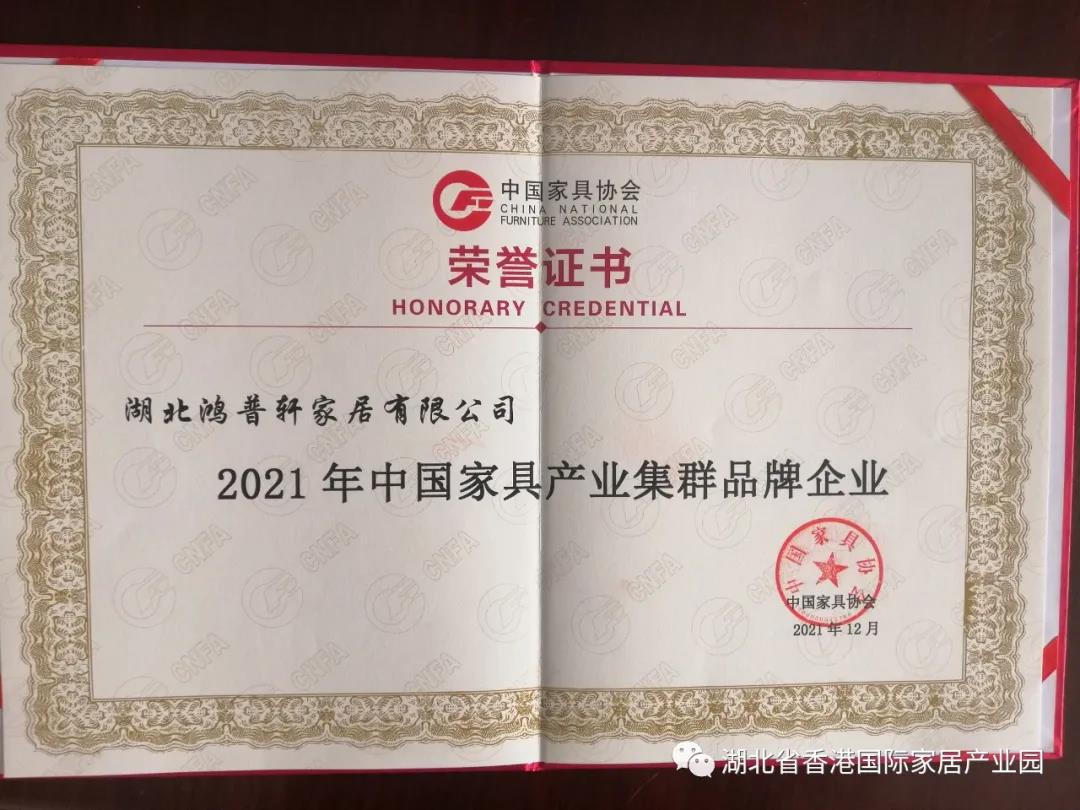 中国家具协会
CHINA NATIONAL
FURNITURE ASSOCIATION
荣誉证书
HONORARY CREDENTIAL
湖北鸿普轩家居有限公司
2021年中国家具产业集群品牌企业
中国家具协会
中国家具协会
2021年12月
CNFA
湖北省香港国际家居产业园